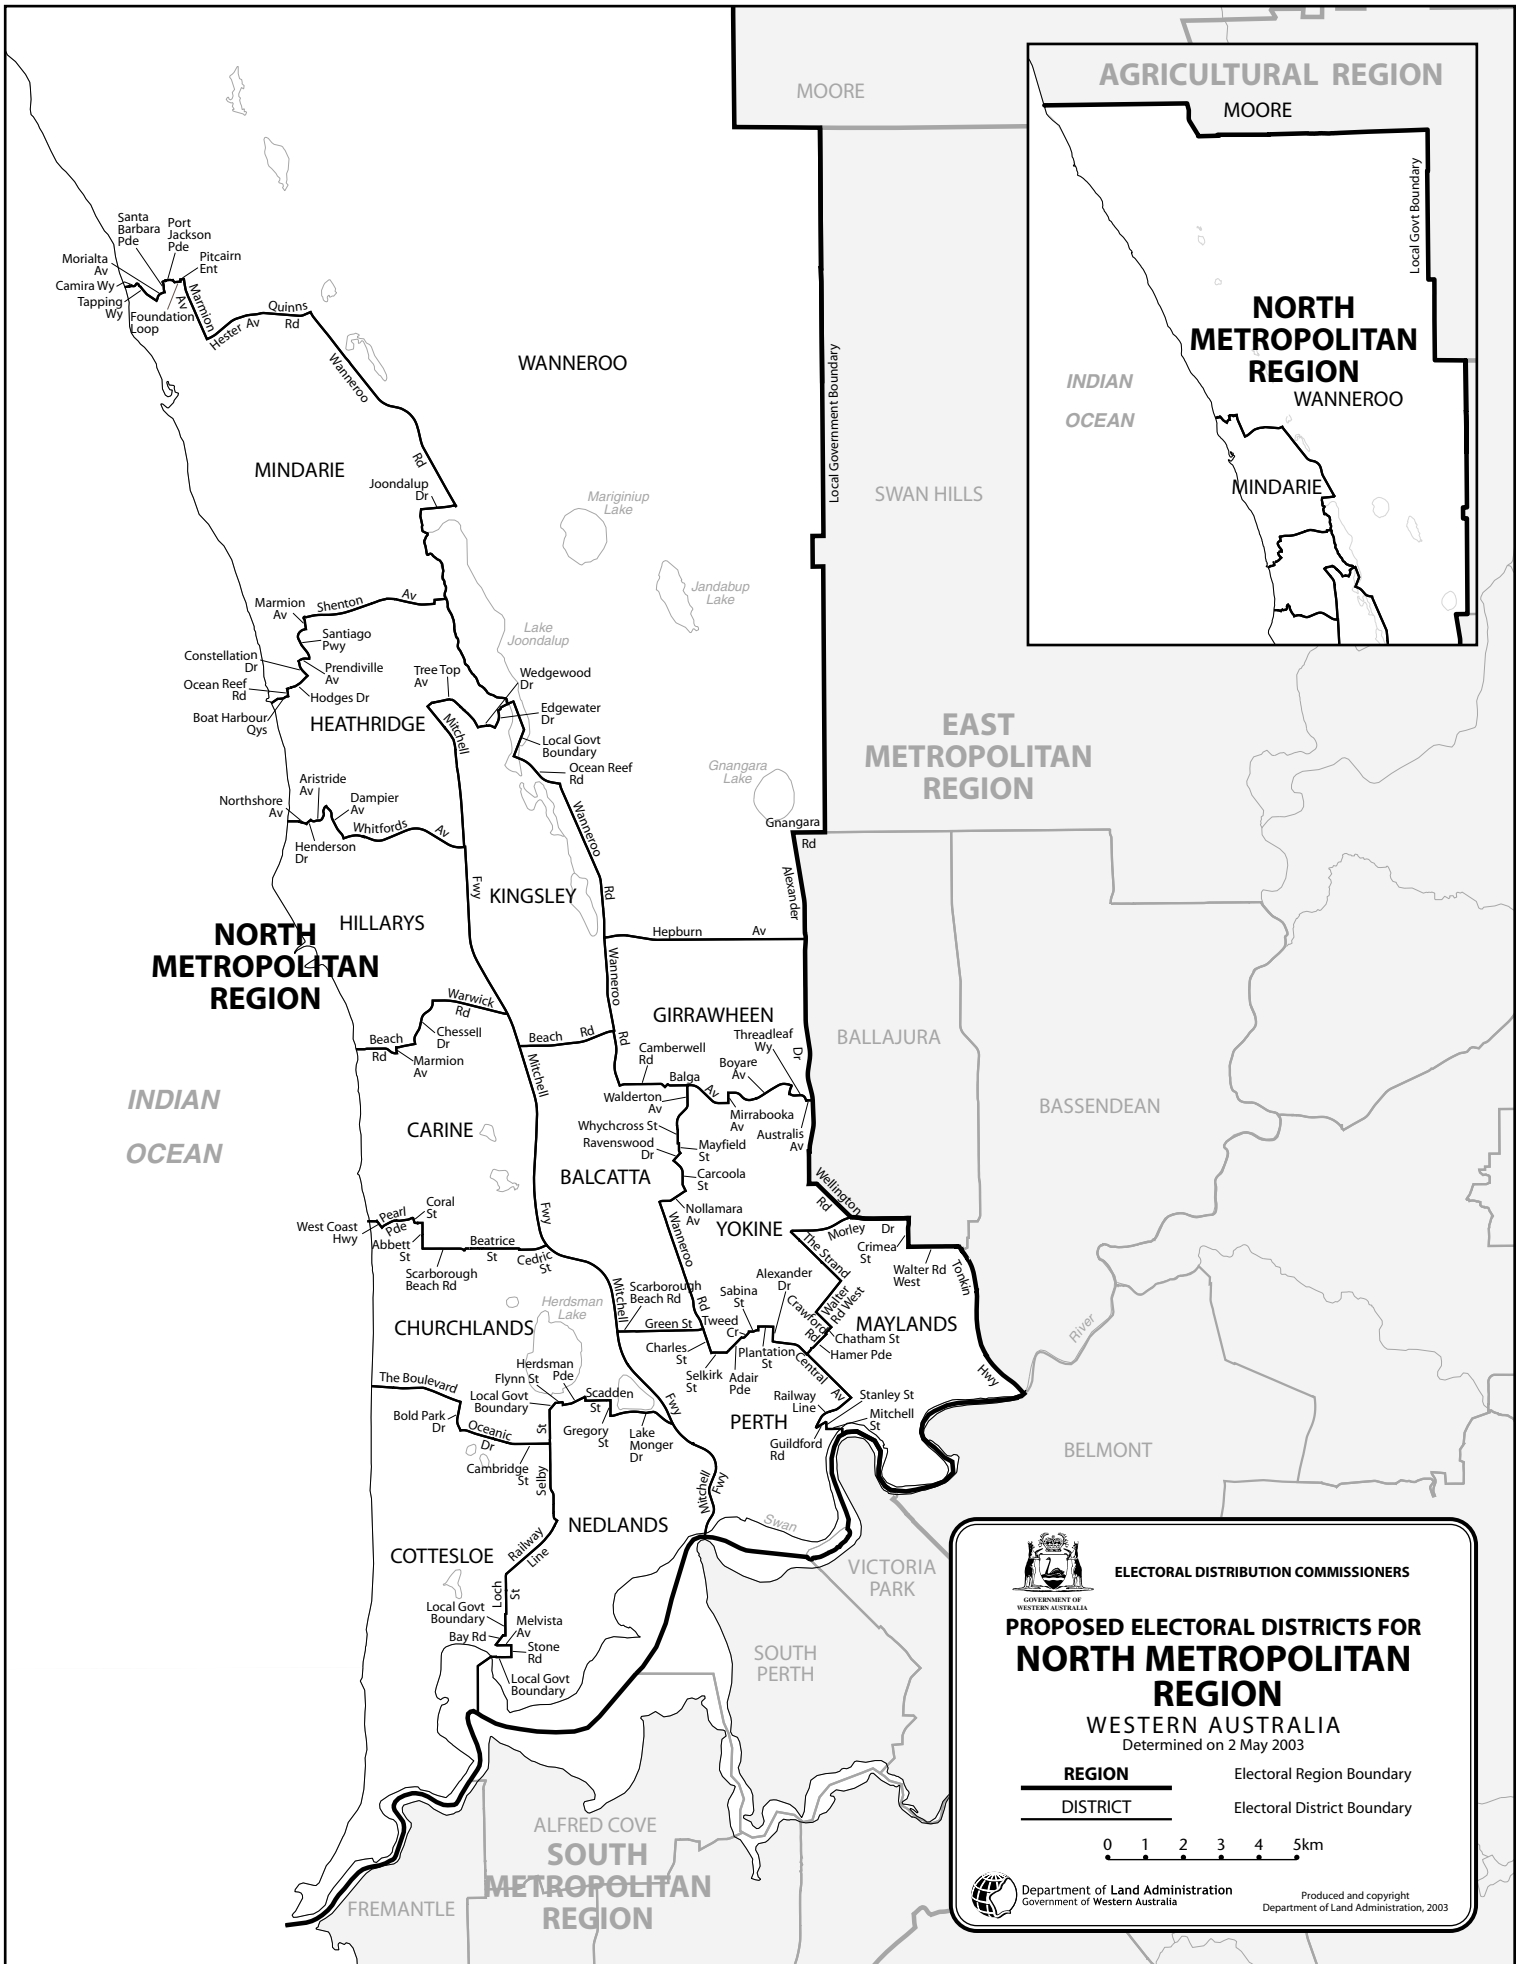 MOORE
AGRICULTURAL REGION
MOORE
Local Govt Boundary
NORTH
METROPOLITAN
REGION
WANNEROO
INDIAN
OCEAN
MINDARIE
Santa
Barbara
Pde
Port
Jackson
Pde
Pitcairn
Ent
Morialta
Av
Camira Wy
Tapping
Wy
Foundation
Loop
Marmion
Av
Hester Av
Quinns
Rd
Wanneroo
Rd
WANNEROO
Local Government Boundary
MINDARIE
Joondalup
Dr
SWAN HILLS
Mariginiup
Lake
Jandabup
Lake
Lake
Joondalup
Marmion
Av
Shenton
Av
Santiago
Pwy
Constellation
Dr
Prendiville
Av
Ocean Reef
Rd
Hodges Dr
Boat Harbour
Qys
Tree Top
Av
Wedgewood
Dr
Edgewater
Dr
HEATHRIDGE
Mitchell
Local Govt
Boundary
Ocean Reef
Rd
EAST
METROPOLITAN
REGION
Gnangara
Lake
Aristride
Av
Northshore
Av
Dampier
Av
Whitfords
Av
Henderson
Dr
Wanneroo
Rd
Gnangara
Rd
Alexander
Fwy
KINGSLEY
HILLARYS
NORTH
METROPOLITAN
REGION
Hepburn
Av
Wanneroo
Rd
Warwick
Rd
GIRRAWHEEN
Beach
Rd
Chessell
Dr
Marmion
Av
Beach
Rd
Mitchell
Camberwell
Rd
Threadleaf
Wy
Dr
BALLAJURA
Balga
Av
Boyare
Av
Walderton
Av
Mirrabooka
Av
Australis
Av
BASSENDEAN
INDIAN
OCEAN
CARINE
Whychcross St
Ravenswood
Dr
Mayfield
St
Carcoola
St
BALCATTA
Nollamara
Av
Wellington
Rd
West Coast
Hwy
Pearl
Pde
Coral
St
Abbett
St
Beatrice
St
Cedric
St
Fwy
Scarborough
Beach Rd
YOKINE
Wanneroo
Rd
Morley
Dr
The Strand
Crimea
St
Walter Rd
West
Tonkin
Hwy
Herdsman
Lake
Mitchell
Scarborough
Beach Rd
Alexander
Dr
Sabina
St
Walter
Rd West
Crawford
Rd
MAYLANDS
CHURCHLANDS
Green St
Tweed
Cr
Charles
St
Selkirk
St
Adair
Pde
Plantation
St
Chatham St
Hamer Pde
Central
Av
River
The Boulevard
Bold Park
Dr
Oceanic
Dr
Cambridge
St
Herdsman
Pde
Flynn St
Local Govt
Boundary
Scadden
St
Gregory
St
Lake
Monger
Dr
Fwy
Railway
Line
Stanley St
Mitchell
St
PERTH
Guildford
Rd
BELMONT
St
Selby
Mitchell
Fwy
Swan
NEDLANDS
COTTESLOE
Railway
Line
VICTORIA
PARK
Loch
St
Local Govt
Boundary
Melvista
Av
Bay Rd
Stone
Rd
Local Govt
Boundary
SOUTH
PERTH
ALFRED COVE
SOUTH
METROPOLITAN
REGION
FREMANTLE
GOVERNMENT OF
WESTERN AUSTRALIA
ELECTORAL DISTRIBUTION COMMISSIONERS
PROPOSED ELECTORAL DISTRICTS FOR
NORTH METROPOLITAN
REGION
WESTERN AUSTRALIA
Determined on 2 May 2003
REGION Electoral Region Boundary
DISTRICT Electoral District Boundary
0 1 2 3 4 5km
Department of Land Administration
Government of Western Australia
Produced and copyright
Department of Land Administration, 2003